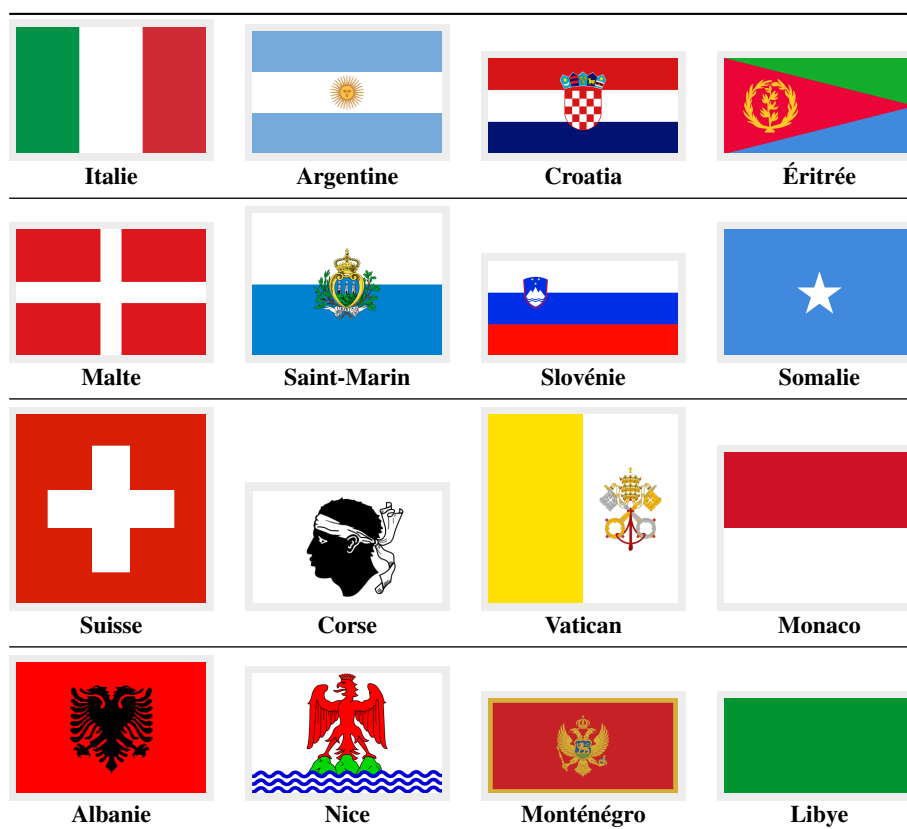 Italie Argentine Croatia Éritrée
Malte Saint-Marin Slovénie Somalie
Suisse Corse Vatican Monaco
Albanie Nice Monténégro Libye